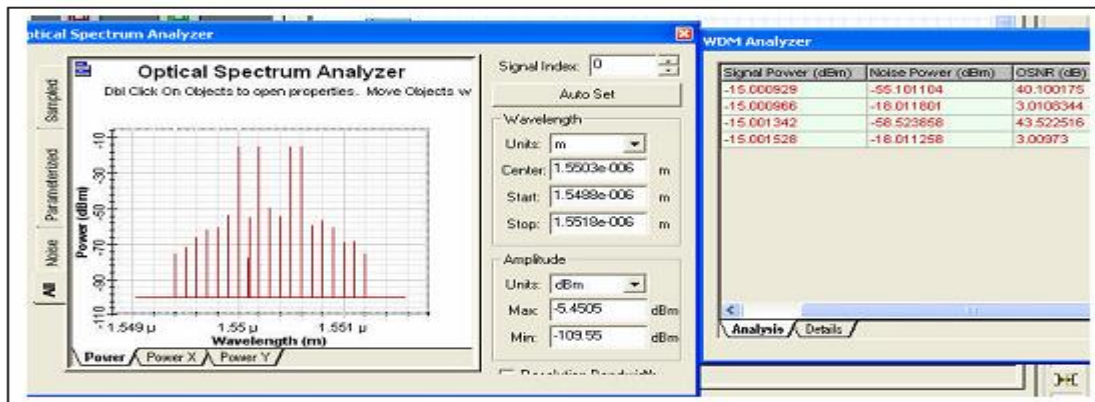 ptical Spectrum Analyzer
Optical Spectrum Analyzer
Dbl Click On Objects to open properties. Move Objects w
Sampled
Parameterized
Noise
All
Power (dBm)
-10
-30
-50
-70
-90
-110
1.549 µ
1.55 µ
1.551 µ
Wavelength (m)
Power
Power X
Power Y
Signal Index: 0
Auto Set
Wavelength
Units: m
Center: 1.5503e-006 m
Start: 1.5488e-006 m
Stop: 1.5518e-006 m
Amplitude
Units: dBm
Max: -5.4505 dBm
Min: -109.55 dBm
WDM Analyzer
Signal Power (dBm) Noise Power (dBm) OSNR (dB)
-15.000929 -55.101104 40.100175
-15.000966 -18.011801 3.0108344
-15.001342 -58.523858 43.522516
-15.001528 -18.011258 3.00973
Analysis
Details